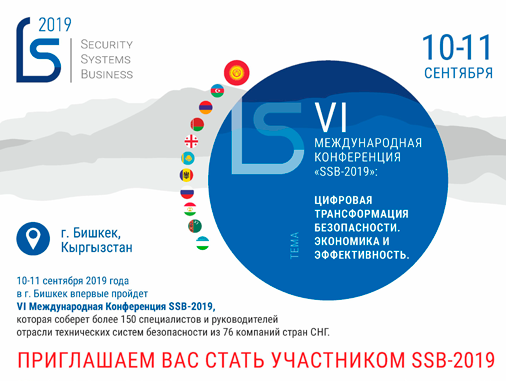 2019
LS
SECURITY
SYSTEMS
BUSINESS
10-11
СЕНТЯБРЯ
LS
VI
МЕЖДУНАРОДНАЯ
КОНФЕРЕНЦИЯ
«SSB-2019»:
ТЕМА
ЦИФРОВАЯ
ТРАНСФОРМАЦИЯ
БЕЗОПАСНОСТИ.
ЭКОНОМИКА И
ЭФФЕКТИВНОСТЬ.
г. Бишкек,
Кыргызстан
10-11 сентября 2019 года
в г. Бишкек впервые пройдет
VI Международная Конференция SSB-2019,
которая соберет более 150 специалистов и руководителей
отрасли технических систем безопасности из 76 компаний стран СНГ.
ПРИГЛАШАЕМ ВАС СТАТЬ УЧАСТНИКОМ SSB-2019